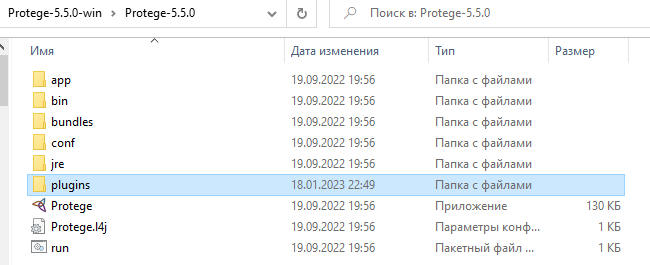 Protege-5.5.0-win › Protege-5.5.0 Поиск в: Protege-5.5.0
Имя Дата изменения Тип Размер
app 19.09.2022 19:56 Папка с файлами
bin 19.09.2022 19:56 Папка с файлами
bundles 19.09.2022 19:56 Папка с файлами
conf 19.09.2022 19:56 Папка с файлами
jre 19.09.2022 19:56 Папка с файлами
plugins 18.01.2023 22:49 Папка с файлами
Protege 19.09.2022 19:56 Приложение 130 КБ
Protege.l4j 19.09.2022 19:56 Параметры конф... 1 КБ
run 19.09.2022 19:56 Пакетный файл ... 1 КБ